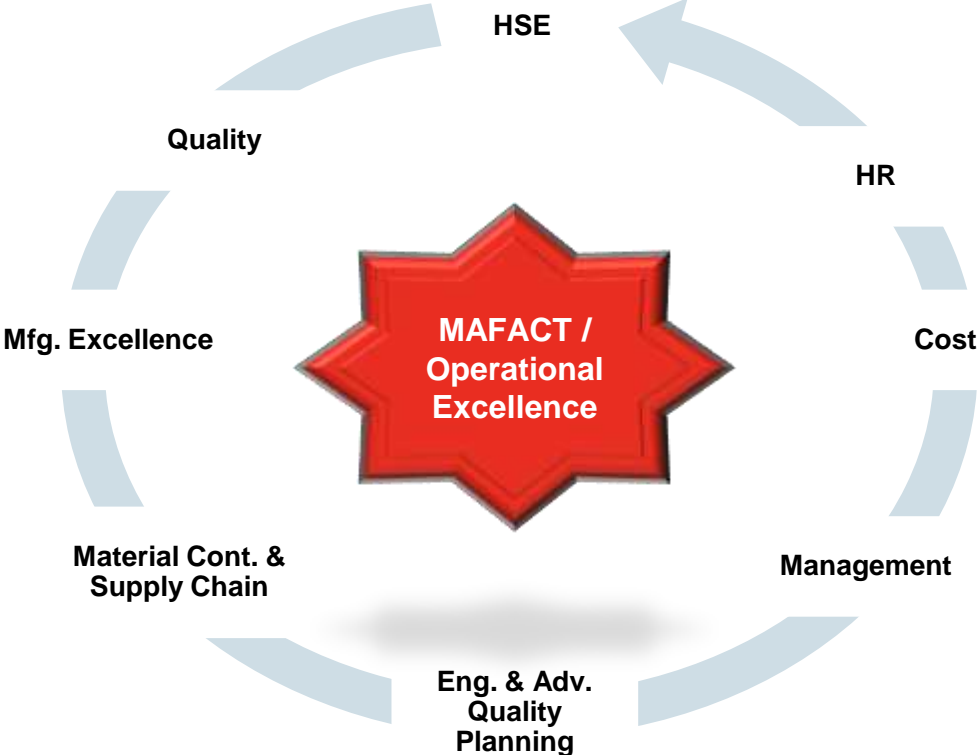 HSE
Quality
HR
MAFACT /
Operational
Excellence
Mfg. Excellence
Cost
Material Cont. &
Supply Chain
Management
Eng. & Adv.
Quality
Planning